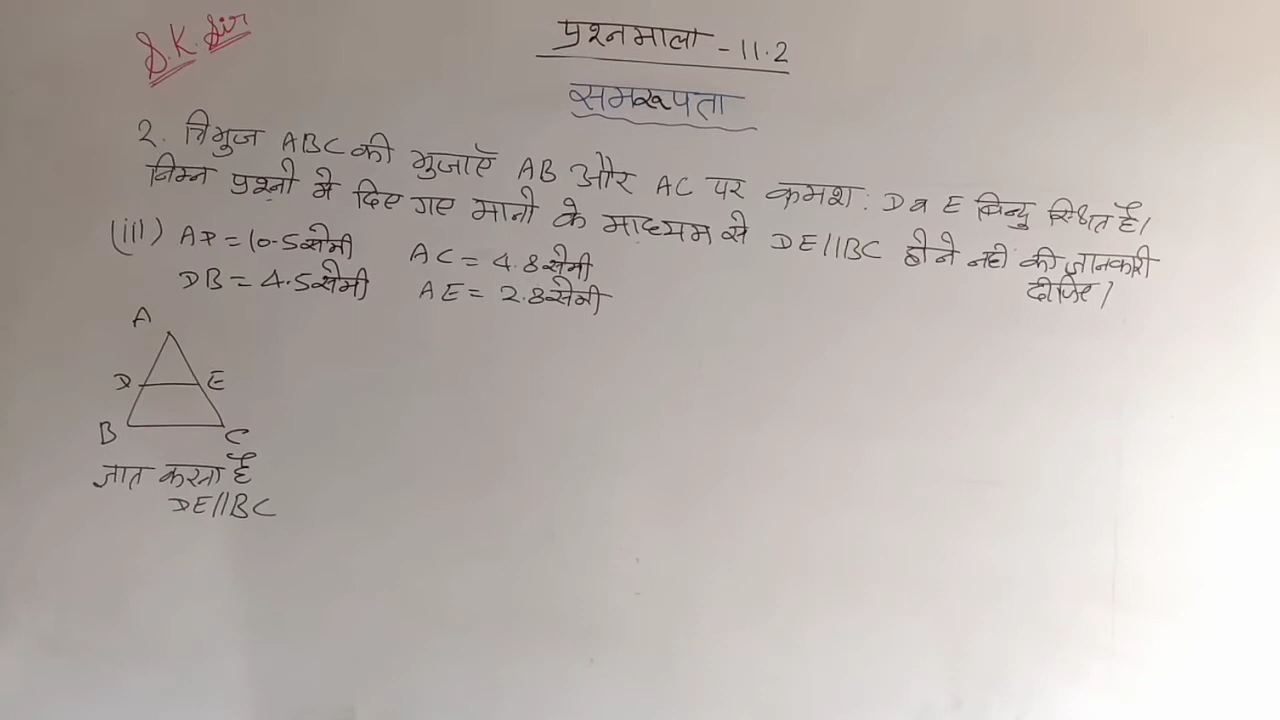 S.K. Sir
प्रश्नमाला - 11.2
समरूपता
2. त्रिभुज ABC की भुजाएँ AB और AC पर क्रमश: D व E बिन्दु स्थित है।
निम्न प्रश्नो में दिए गए मानो के माध्यम से DE//BC होने नहीं की जानकारी
दीजिए।
(iii) AD = 10.5 सेमी AC = 4.8 सेमी
DB = 4.5 सेमी AE = 2.8 सेमी
A
D E
B C
ज्ञात करना है
DE//BC